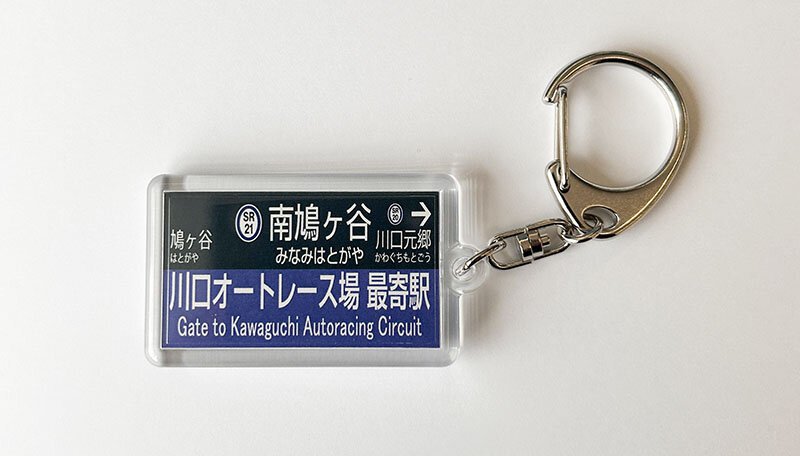 SR 21 南鳩ヶ谷 SR 20 →
鳩ヶ谷 みなみはとがや 川口元郷
はとがや かわぐちもとごう
川口オートレース場 最寄駅
Gate to Kawaguchi Autoracing Circuit